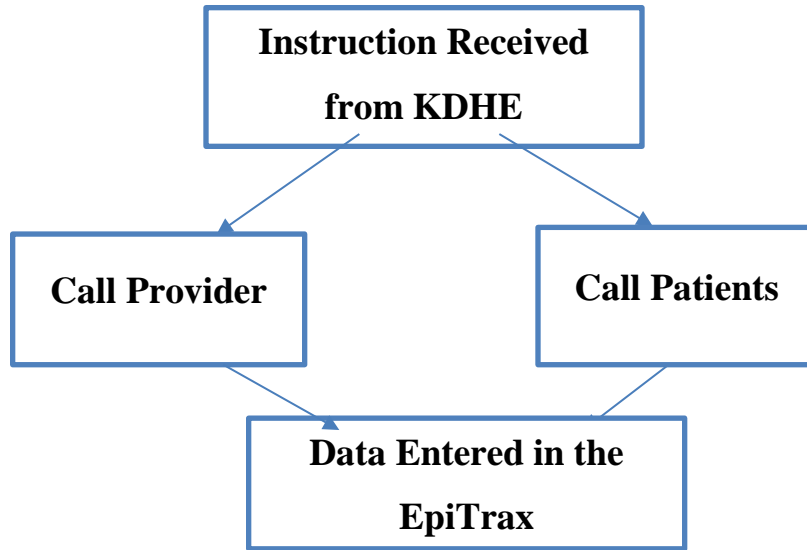 Instruction Received
from KDHE
Call Provider
Call Patients
Data Entered in the
EpiTrax